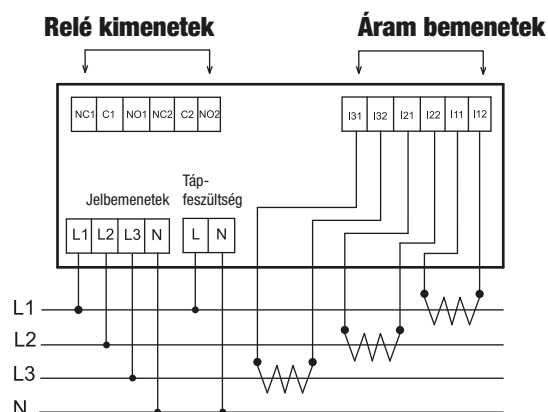 Relé kimenetek Áram bemenetek
NC1 C1 NO1 NC2 C2 NO2 I31 I32 I21 I22 I11 I12
Táp-
Jelbemenetek feszültség
L1 L2 L3 N L N
L1
L2
L3
N